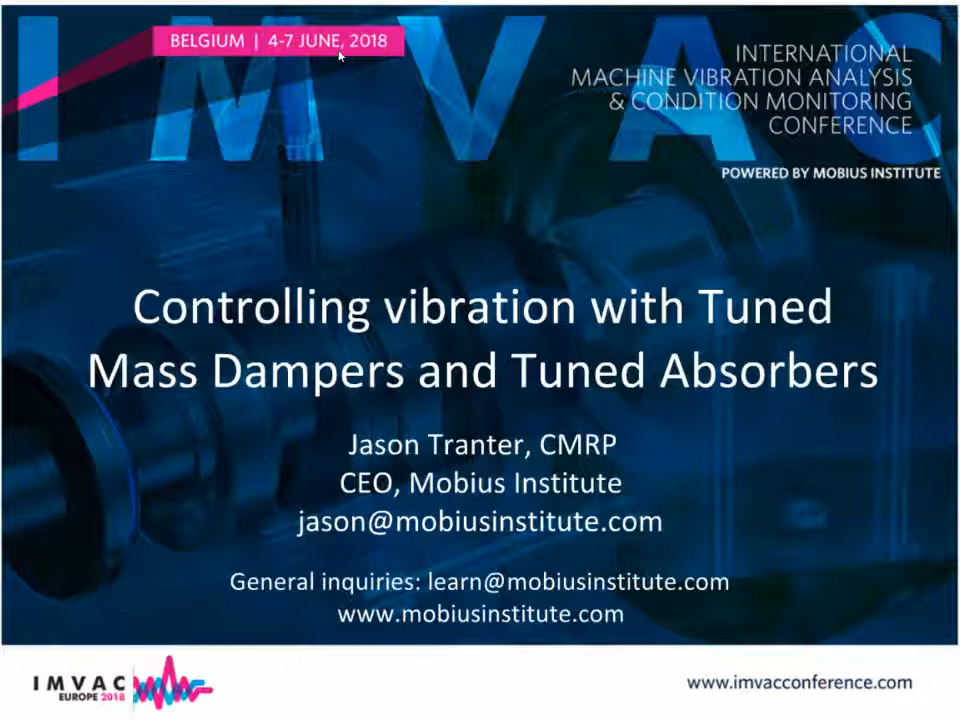 IMVAC
BELGIUM | 4-7 JUNE, 2018
INTERNATIONAL
MACHINE VIBRATION ANALYSIS
& CONDITION MONITORING
CONFERENCE
POWERED BY MOBIUS INSTITUTE
Controlling vibration with Tuned
Mass Dampers and Tuned Absorbers
Jason Tranter, CMRP
CEO, Mobius Institute
jason@mobiusinstitute.com
General inquiries: learn@mobiusinstitute.com
www.mobiusinstitute.com
IMVAC
EUROPE 2018
www.imvacconference.com